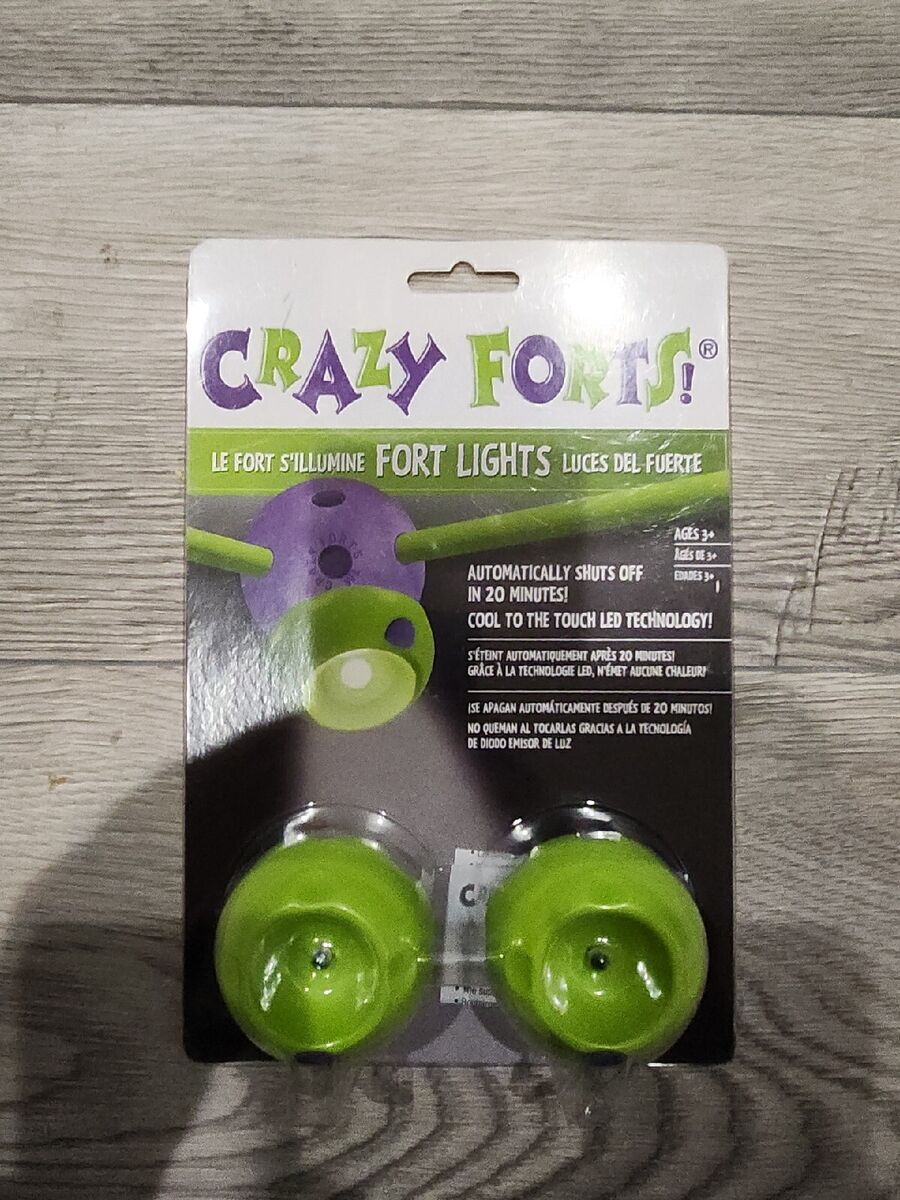 CRAZY FORTS!®
LE FORT S'ILLUMINE FORT LIGHTS LUCES DEL FUERTE
AGES 3+
ÂGÉS DE 3+
EDADES 3+
AUTOMATICALLY SHUTS OFF
IN 20 MINUTES!
COOL TO THE TOUCH LED TECHNOLOGY!
S'ÉTEINT AUTOMATIQUEMENT APRÈS 20 MINUTES!
GRÂCE À LA TECHNOLOGIE LED, N'ÉMET AUCUNE CHALEUR!
¡SE APAGAN AUTOMÁTICAMENTE DESPUÉS DE 20 MINUTOS!
NO QUEMAN AL TOCARLAS GRACIAS A LA TECNOLOGÍA
DE DIODO EMISOR DE LUZ